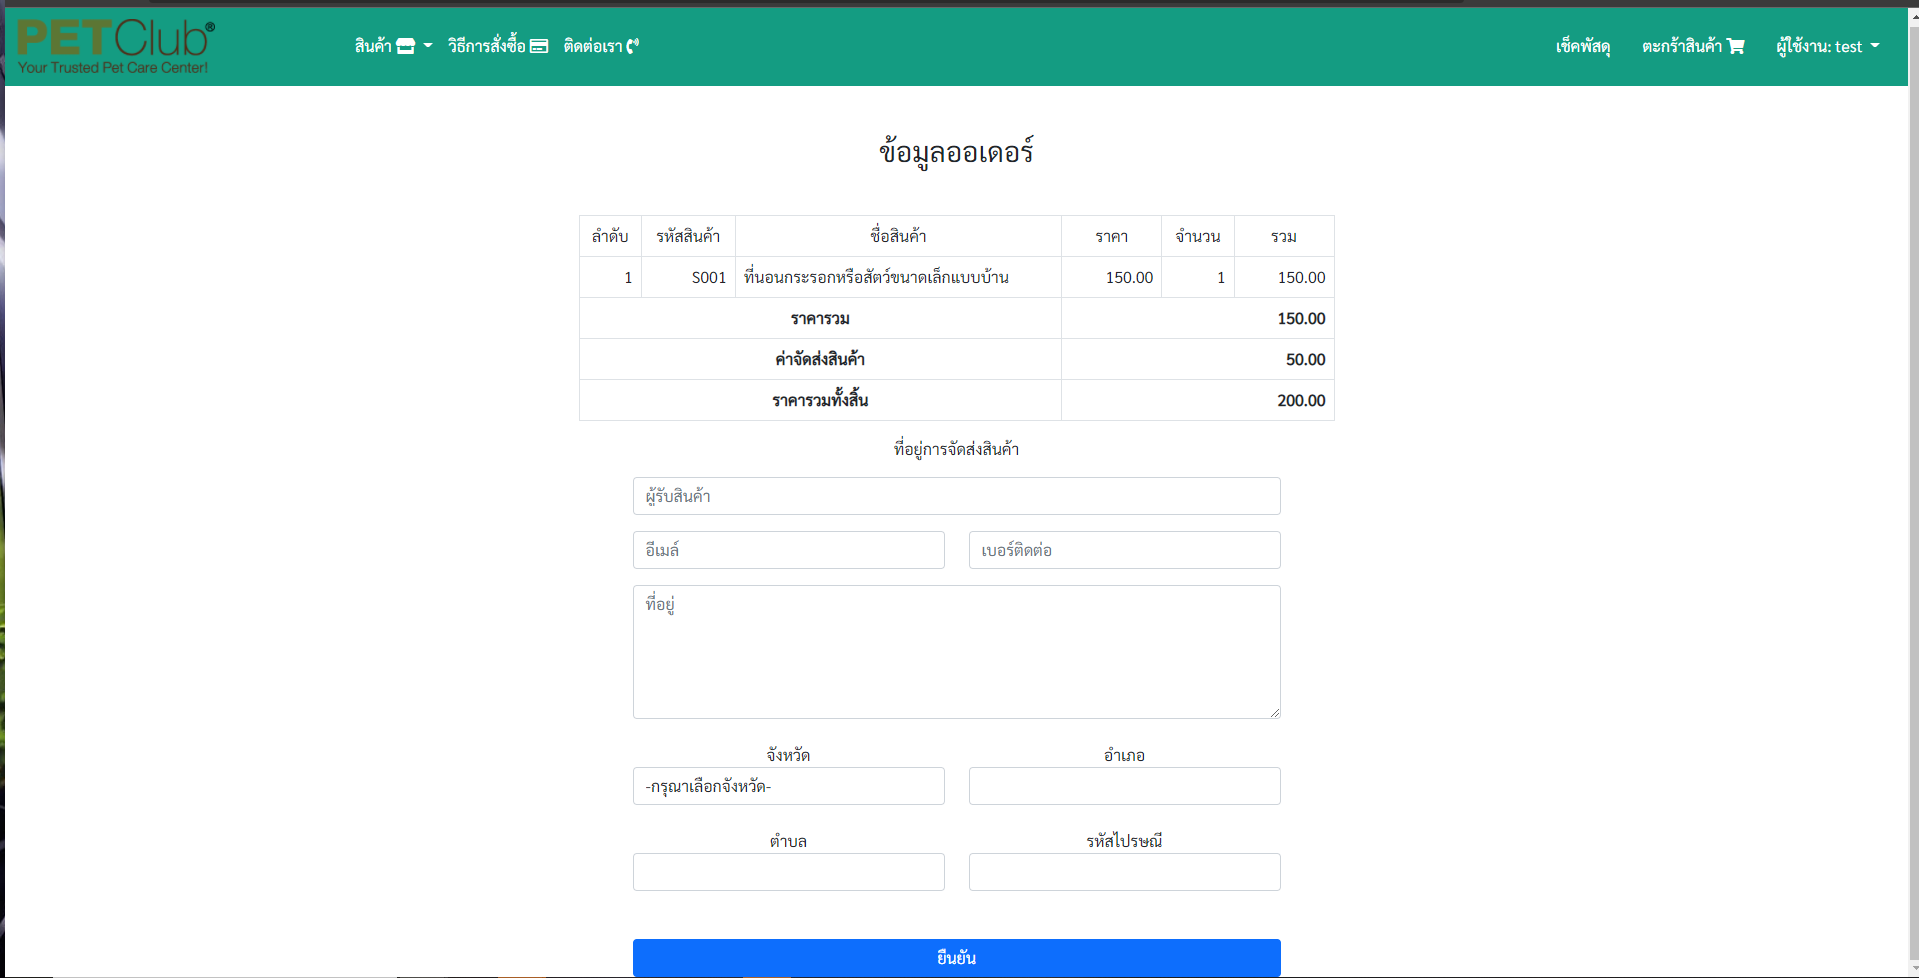 PETClub®
Your Trusted Pet Care Center!
สินค้า วิธีการสั่งซื้อ ติดต่อเรา เช็คพัสดุ ตะกร้าสินค้า ผู้ใช้งาน: test
ข้อมูลออเดอร์
ลำดับ รหัสสินค้า ชื่อสินค้า ราคา จำนวน รวม
1 S001 ที่นอนกระรอกหรือสัตว์ขนาดเล็กแบบบ้าน 150.00 1 150.00
ราคารวม 150.00
ค่าจัดส่งสินค้า 50.00
ราคารวมทั้งสิ้น 200.00
ที่อยู่การจัดส่งสินค้า
ผู้รับสินค้า
อีเมล์ เบอร์ติดต่อ
ที่อยู่
จังหวัด อำเภอ
-กรุณาเลือกจังหวัด-
ตำบล รหัสไปรษณี
ยืนยัน